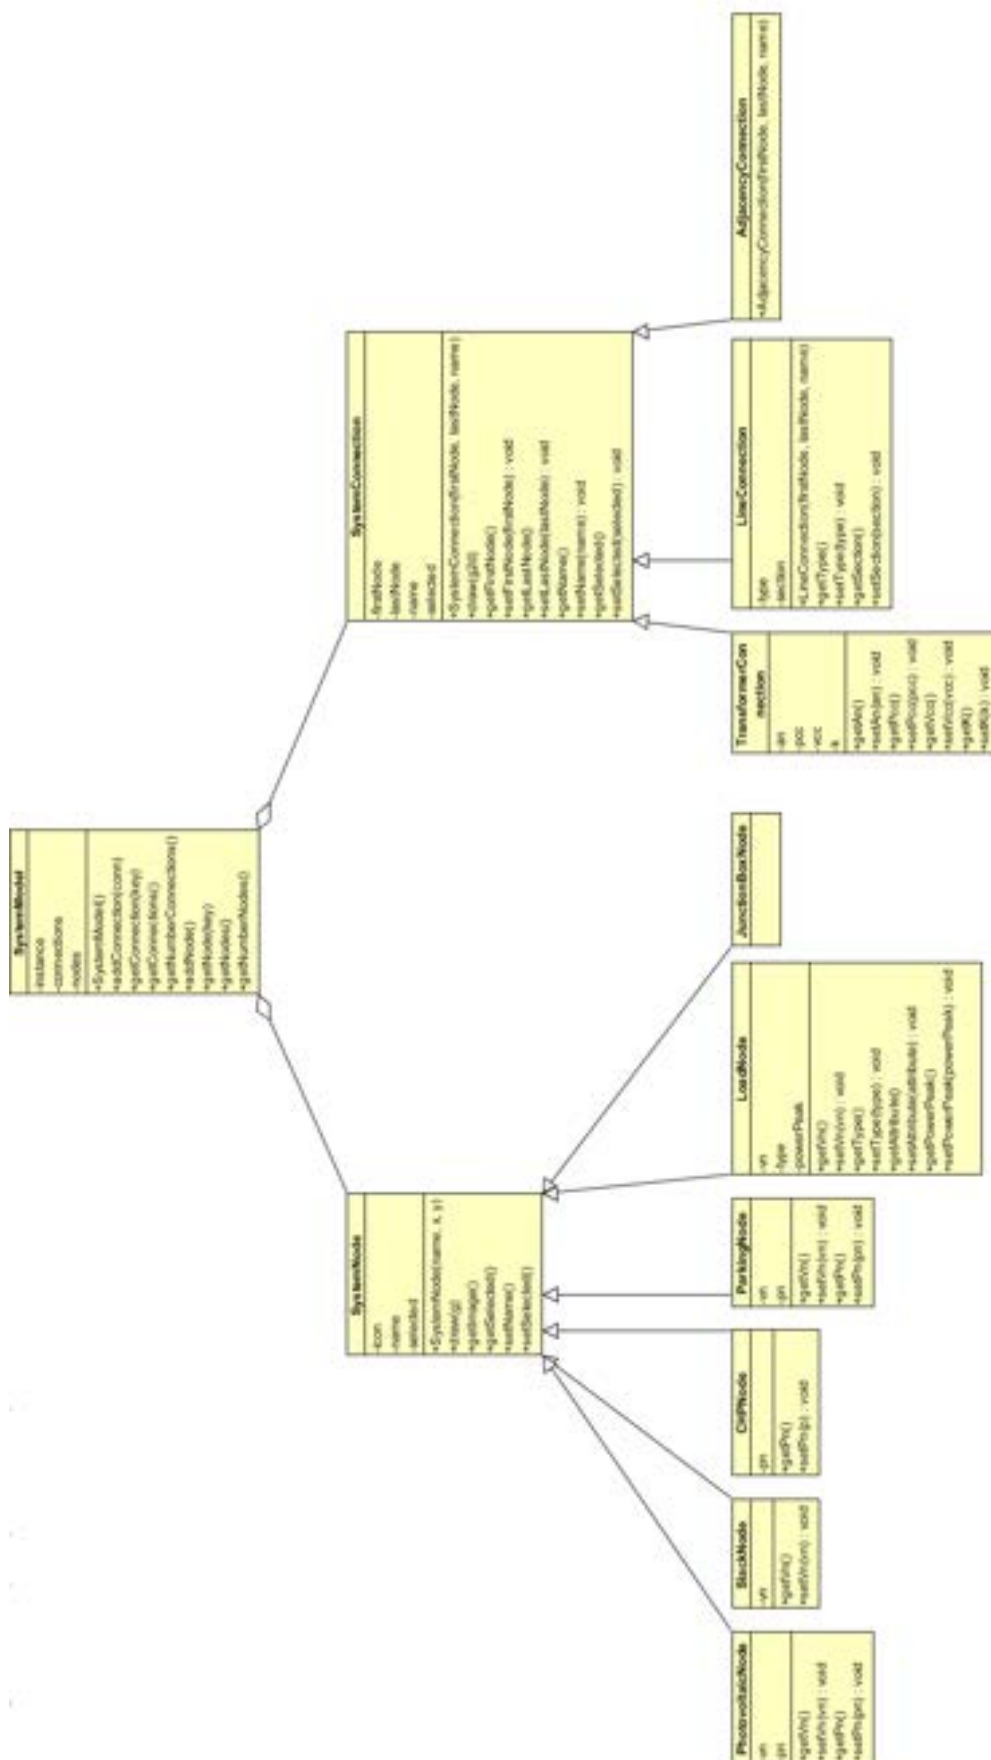 SystemModel
-instance
-connections
-nodes
+SystemModel()
+addConnection(conn)
+getConnection(key)
+getConnections()
+getNumberConnections()
+addNode()
+getNode(key)
+getNodes()
+getNumberNodes()
SystemNode
-icon
-name
-selected
+SystemNode(name, x, y)
+draw(g)
+getImage()
+getSelected()
+setName()
+setSelected()
SystemConnection
-firstNode
-lastNode
-name
-selected
+SystemConnection(firstNode, lastNode, name)
+draw(g2d)
+getFirstNode()
+setFirstNode(firstNode) : void
+getLastNode()
+setLastNode(lastNode) : void
+getName()
+setName(name) : void
+getSelected()
+setSelected(selected) : void
PhotovoltaicNode
-vn
-pn
+getVn()
+setVn(vn) : void
+getPn()
+setPn(pn) : void
SlackNode
-vn
+getVn()
+setVn(vn) : void
CHPNode
-pn
+getPn()
+setPn(p) : void
ParkingNode
-vn
-pn
+getVn()
+setVn(vn) : void
+getPn()
+setPn(pn) : void
LoadNode
-vn
-type
-powerPeak
+getVn()
+setVn(vn) : void
+getType()
+setType(type) : void
+getAttribute()
+setAttribute(attribute) : void
+getPowerPeak()
+setPowerPeak(powerPeak) : void
JunctionBoxNode
TransformerCon
nection
-an
-pcc
-vcc
-k
+getAn()
+setAn(an) : void
+getPcc()
+setPcc(pcc) : void
+getVcc()
+setVcc(vcc) : void
+getK()
+setK(k) : void
LineConnection
-type
-section
+LineConnection(firstNode, lastNode, name)
+getType()
+setType(type) : void
+getSection()
+setSection(section) : void
AdjacencyConnection
+AdjacencyConnection(firstNode, lastNode, name)